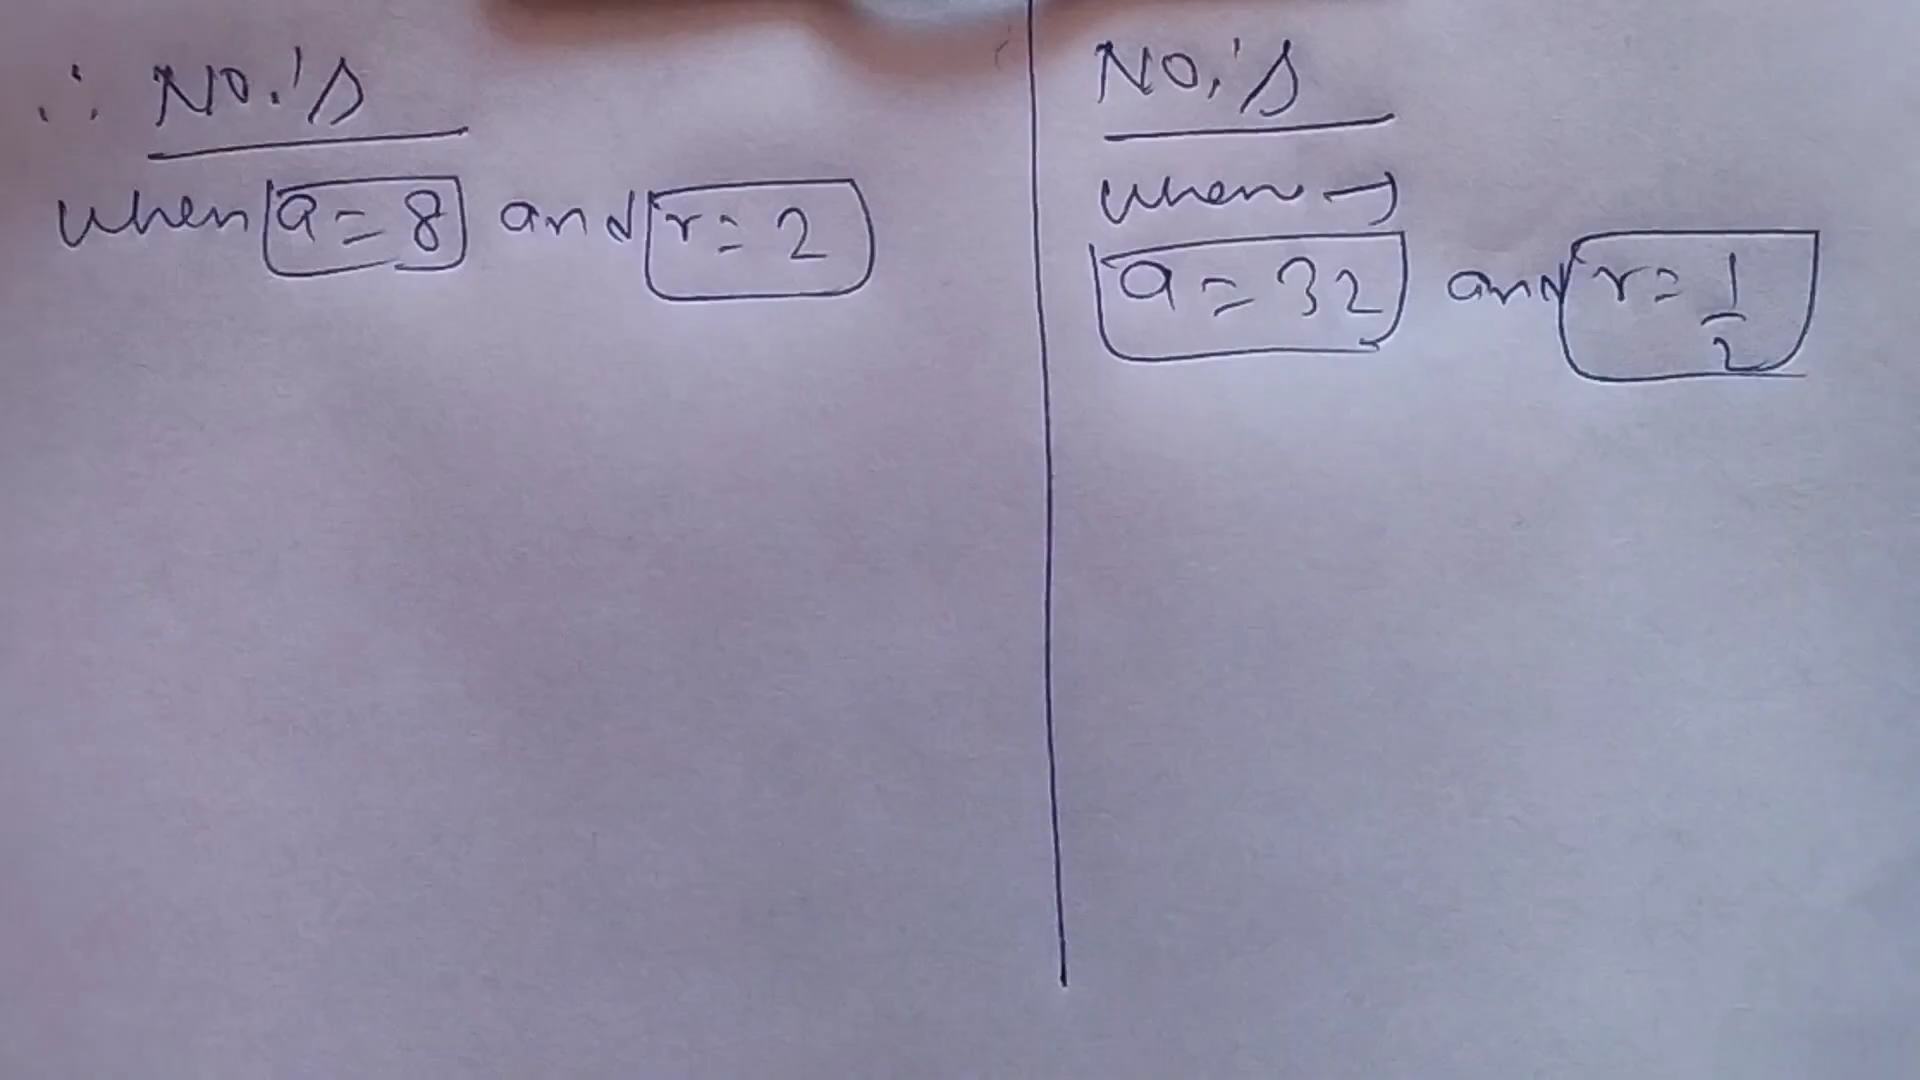 ∴ No.'s
when a = 8 and r = 2
No.'s
when →
a = 32 and r = 1/2